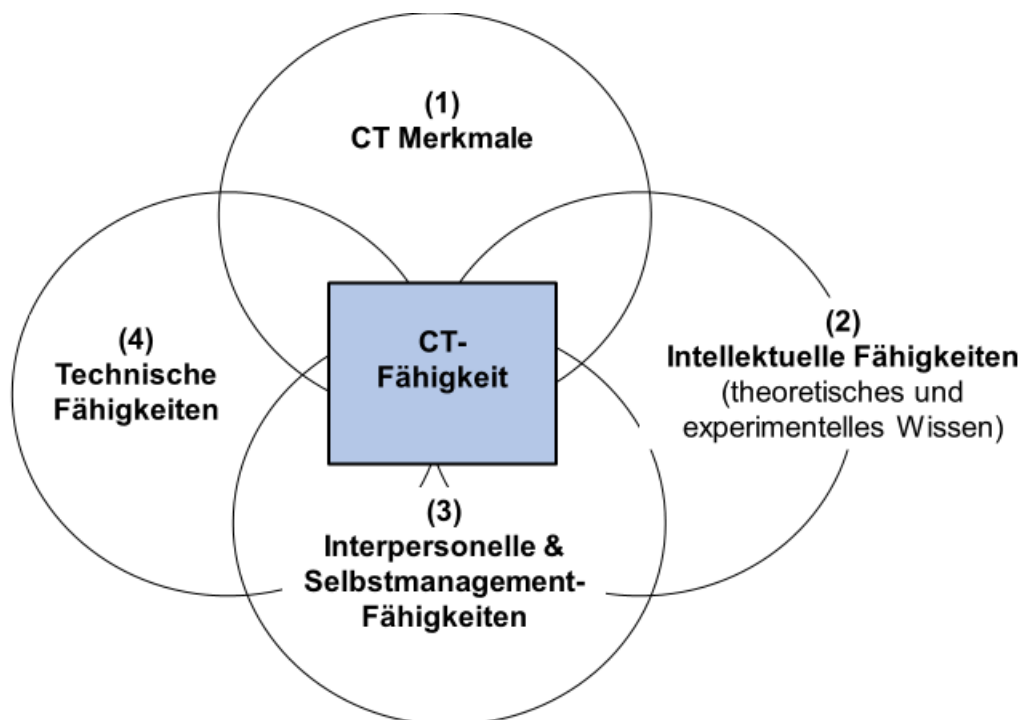 (1)
CT Merkmale
(2)
Intellektuelle Fähigkeiten
(theoretisches und
experimentelles Wissen)
(3)
Interpersonelle &
Selbstmanagement-
Fähigkeiten
(4)
Technische
Fähigkeiten
CT-
Fähigkeit